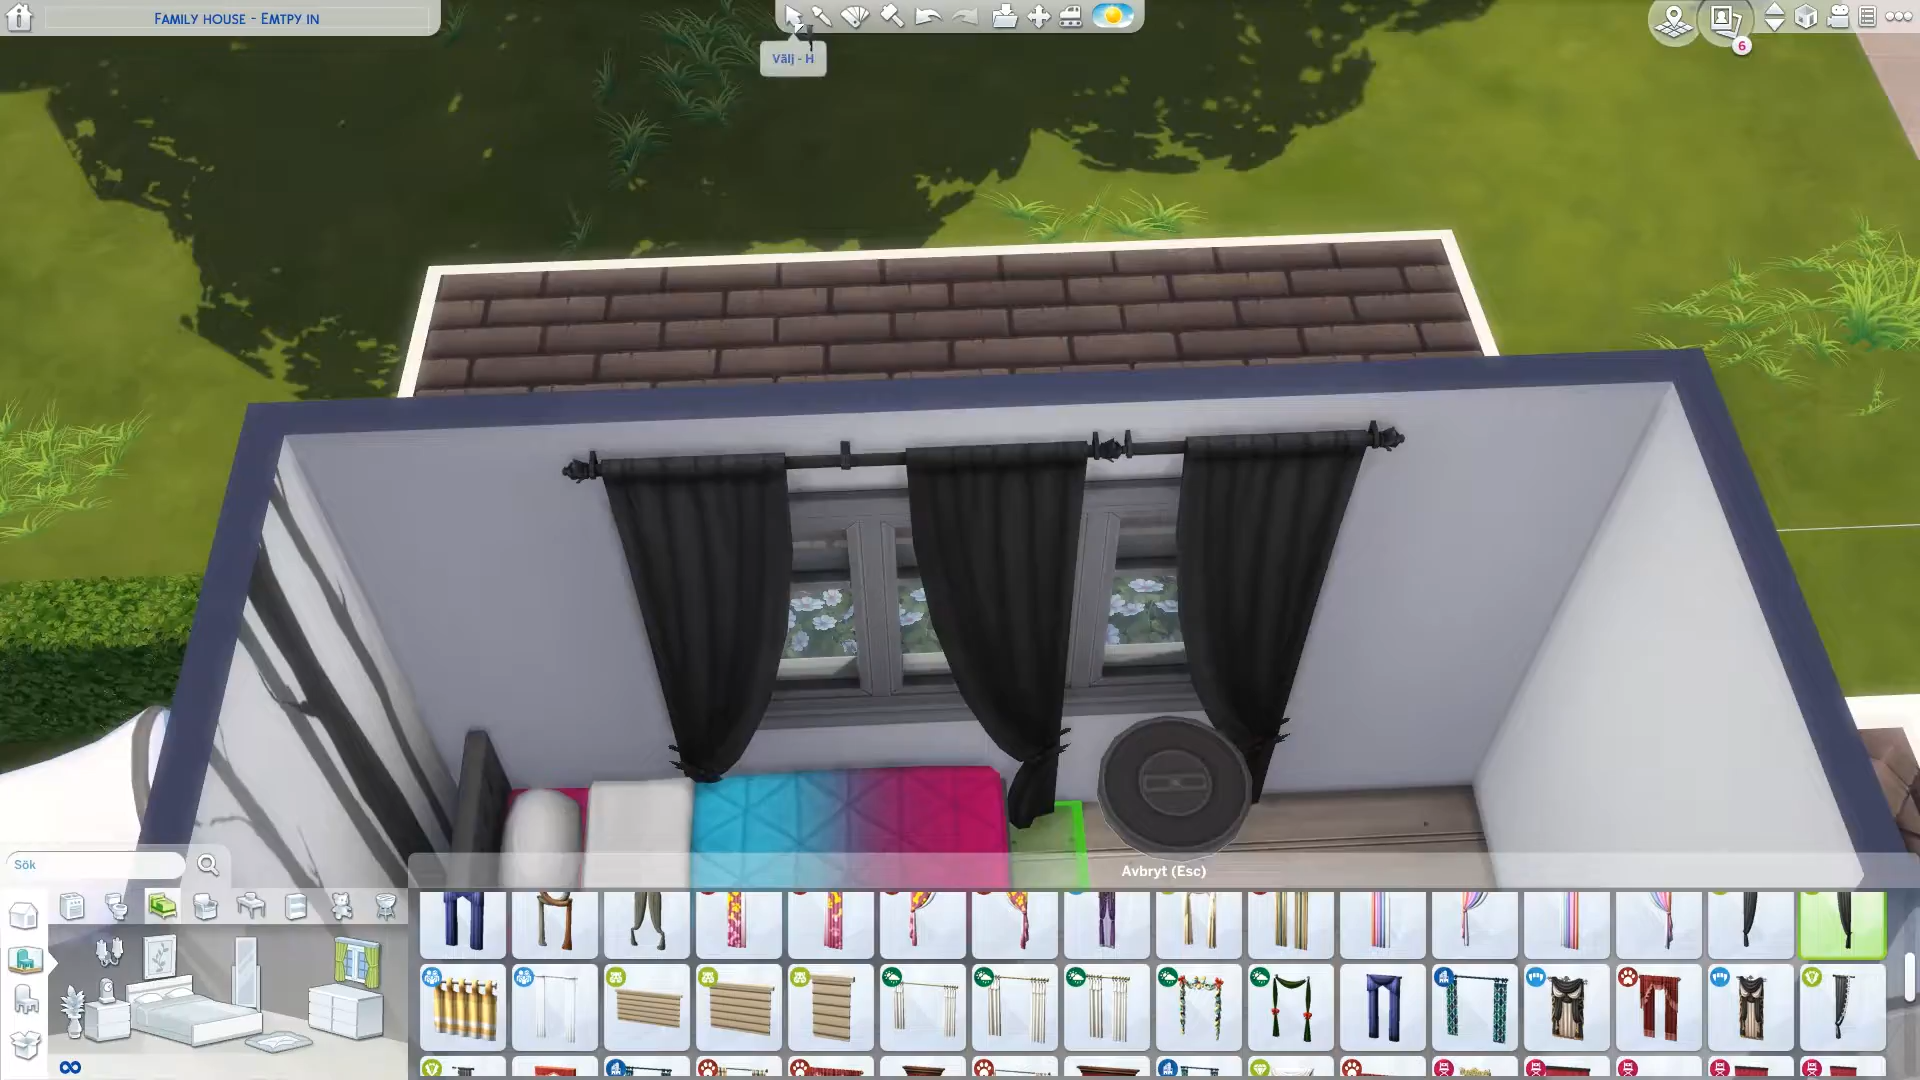 Family house - Emtpy in
Välj - H
6
Sök
Avbryt (Esc)